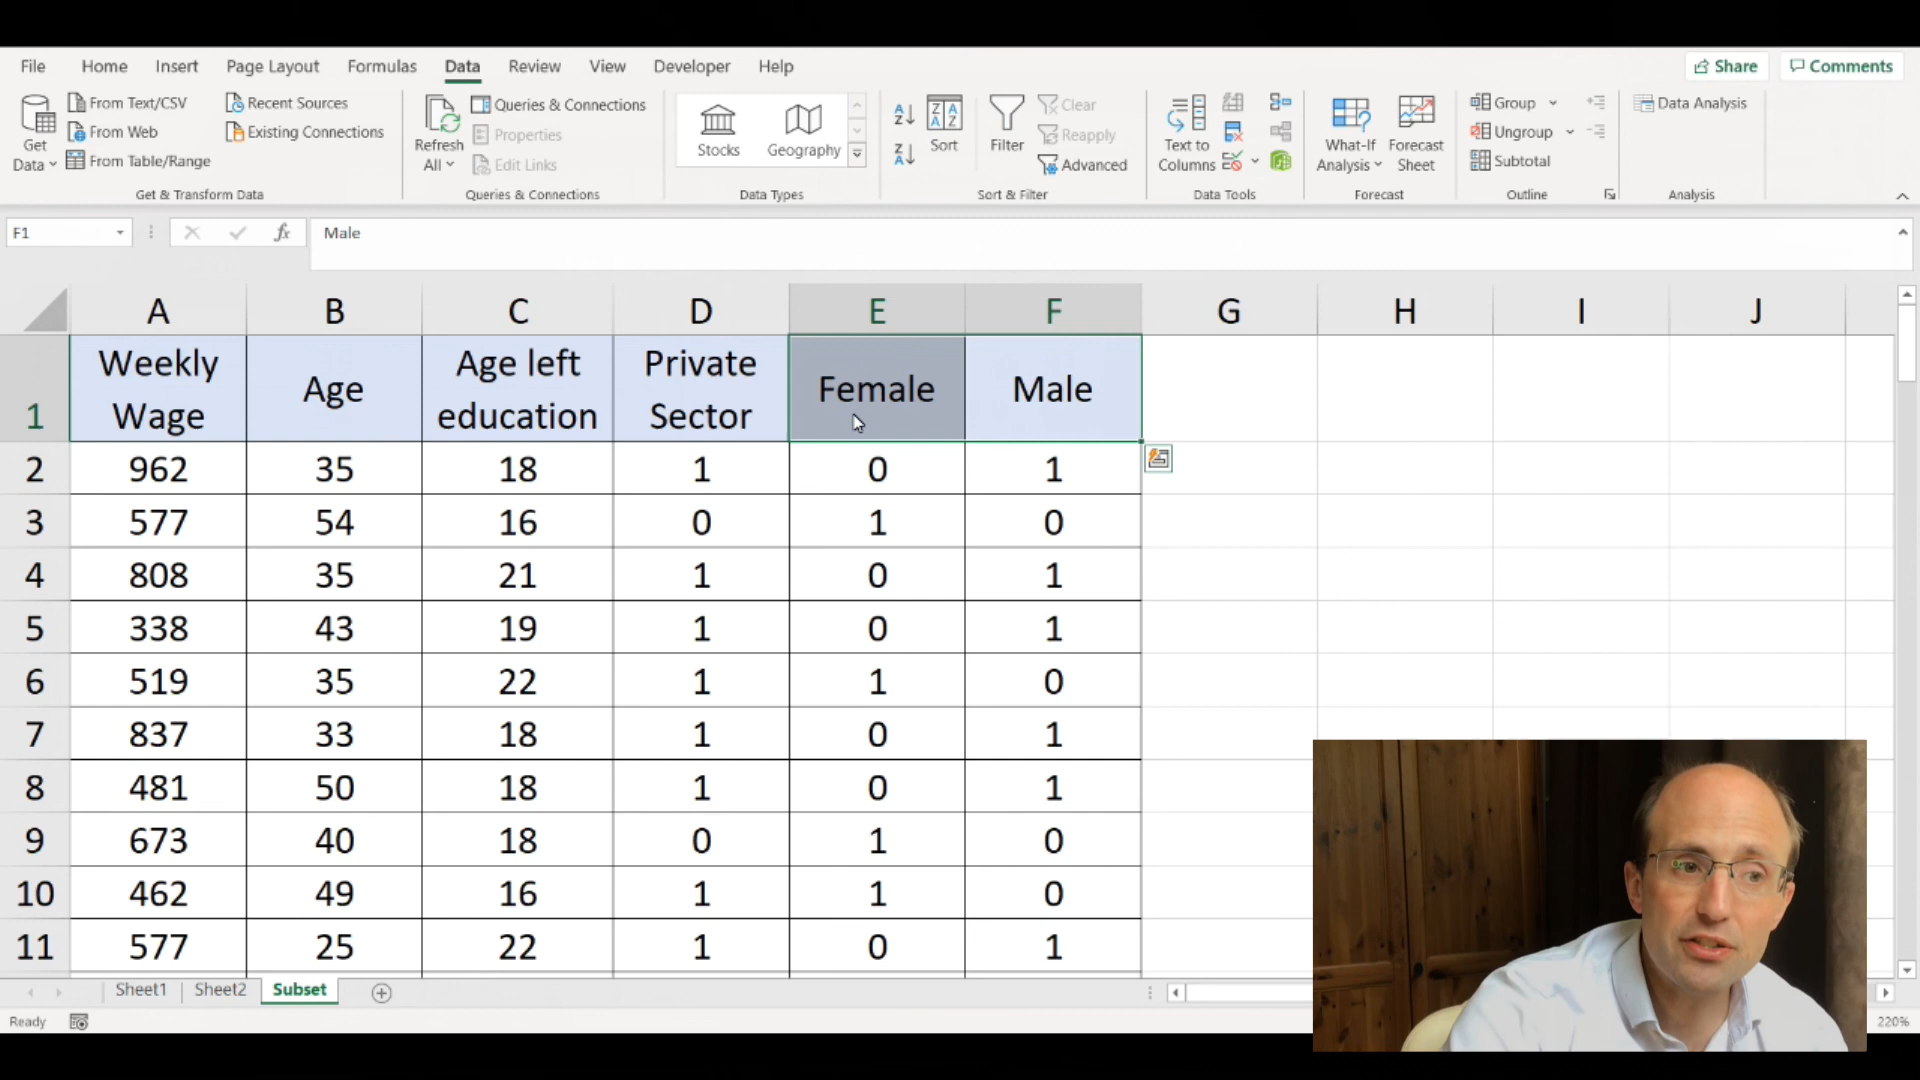 File Home Insert Page Layout Formulas Data Review View Developer Help Share Comments
From Text/CSV Recent Sources Queries & Connections Clear Group Data Analysis
From Web Existing Connections Properties Reapply Ungroup
From Table/Range Edit Links Advanced Subtotal
Get Data
Refresh All
Stocks Geography
Sort Filter
Text to Columns
What-If Analysis
Forecast Sheet
Get & Transform Data Queries & Connections Data Types Sort & Filter Data Tools Forecast Outline Analysis
F1 fx Male
A B C D E F G H I J
1 Weekly Wage Age Age left education Private Sector Female Male
2 962 35 18 1 0 1
3 577 54 16 0 1 0
4 808 35 21 1 0 1
5 338 43 19 1 0 1
6 519 35 22 1 1 0
7 837 33 18 1 0 1
8 481 50 18 1 0 1
9 673 40 18 0 1 0
10 462 49 16 1 1 0
11 577 25 22 1 0 1
Sheet1 Sheet2 Subset
Ready 220%